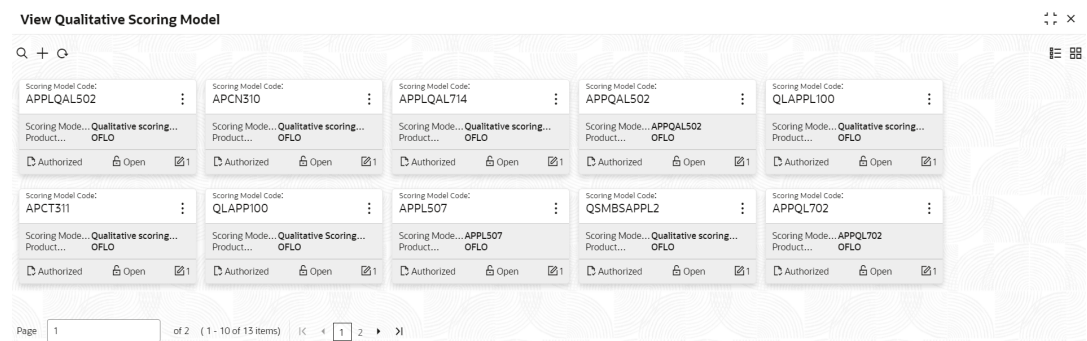 View Qualitative Scoring Model
Scoring Model Code: Scoring Model Code: Scoring Model Code: Scoring Model Code: Scoring Model Code:
APPLQAL502 APCN310 APPLQAL714 APPQAL502 QLAPPL100
Scoring Mode... Qualitative scoring... Scoring Mode... Qualitative scoring... Scoring Mode... Qualitative scoring... Scoring Mode... APPQAL502 Scoring Mode... Qualitative scoring...
Product... OFLO Product... OFLO Product... OFLO Product... OFLO Product... OFLO
Authorized Open 1 Authorized Open 1 Authorized Open 1 Authorized Open 1 Authorized Open 1
Scoring Model Code: Scoring Model Code: Scoring Model Code: Scoring Model Code: Scoring Model Code:
APCT311 QLAPP100 APPL507 QSMBSAPPL2 APPQL702
Scoring Mode... Qualitative scoring... Scoring Mode... Qualitative Scoring... Scoring Mode... APPL507 Scoring Mode... Qualitative scoring... Scoring Mode... APPQL702
Product... OFLO Product... OFLO Product... OFLO Product... OFLO Product... OFLO
Authorized Open 1 Authorized Open 1 Authorized Open 1 Authorized Open 1 Authorized Open 1
Page 1 of 2 ( 1 - 10 of 13 items) 1 2